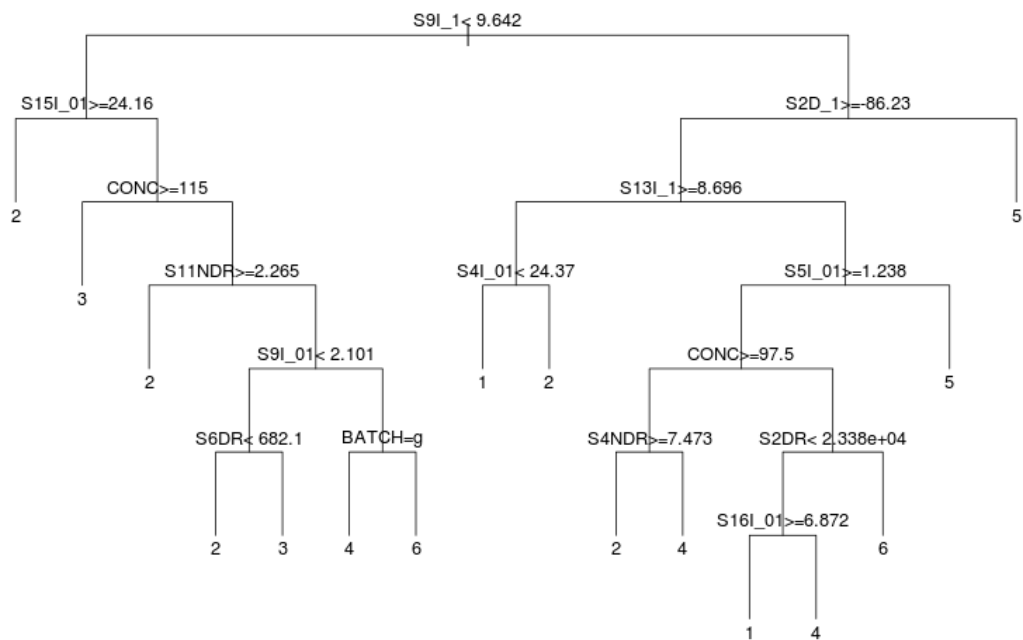 S9I_1< 9.642
S15I_01>=24.16
S2D_1>=-86.23
2
CONC>=115
S13I_1>=8.696
5
3
S11NDR>=2.265
S4I_01< 24.37
S5I_01>=1.238
2
S9I_01< 2.101
1
2
CONC>=97.5
5
S6DR< 682.1
BATCH=g
S4NDR>=7.473
S2DR< 2.338e+04
2
3
4
6
2
4
S16I_01>=6.872
6
1
4